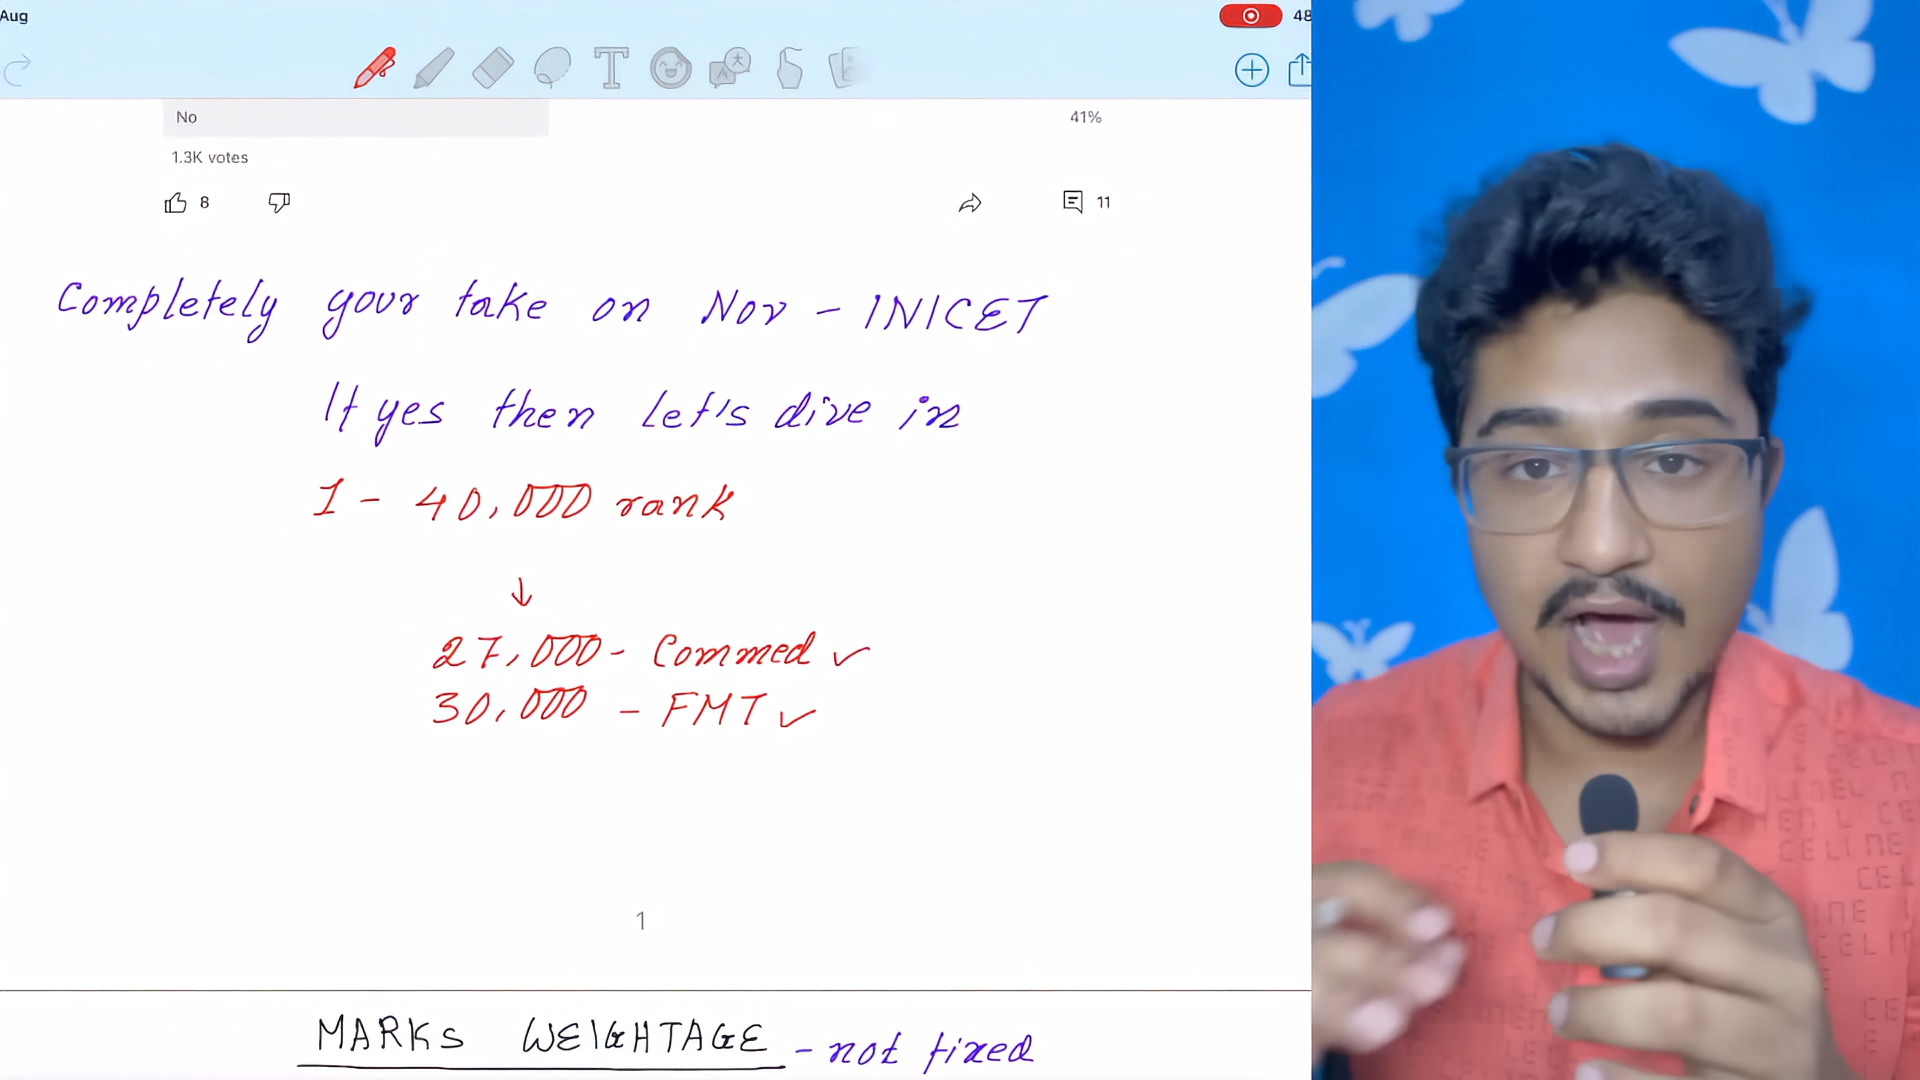 Aug
48
No 41%
1.3K votes
8 11
Completely your take on Nov - INICET
If yes then Let's dive in
1 - 40,000 rank
↓
27,000 - Commed ✓
30,000 - FMT ✓
1
MARKS WEIGHTAGE - not fixed
CELINE